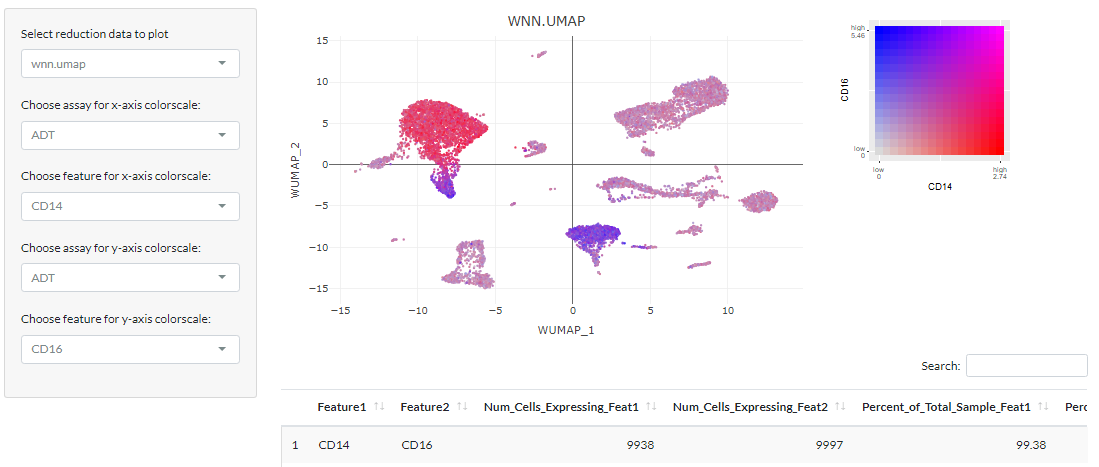 Select reduction data to plot
wnn.umap
Choose assay for x-axis colorscale:
ADT
Choose feature for x-axis colorscale:
CD14
Choose assay for y-axis colorscale:
ADT
Choose feature for y-axis colorscale:
CD16
WNN.UMAP
15
10
5
0
−5
−10
−15
WUMAP_2
−15 −10 −5 0 5 10
WUMAP_1
high
5.46
CD16
low
0
low high
0 2.74
CD14
Search:
Feature1 Feature2 Num_Cells_Expressing_Feat1 Num_Cells_Expressing_Feat2 Percent_of_Total_Sample_Feat1 Perc
1 CD14 CD16 9938 9997 99.38